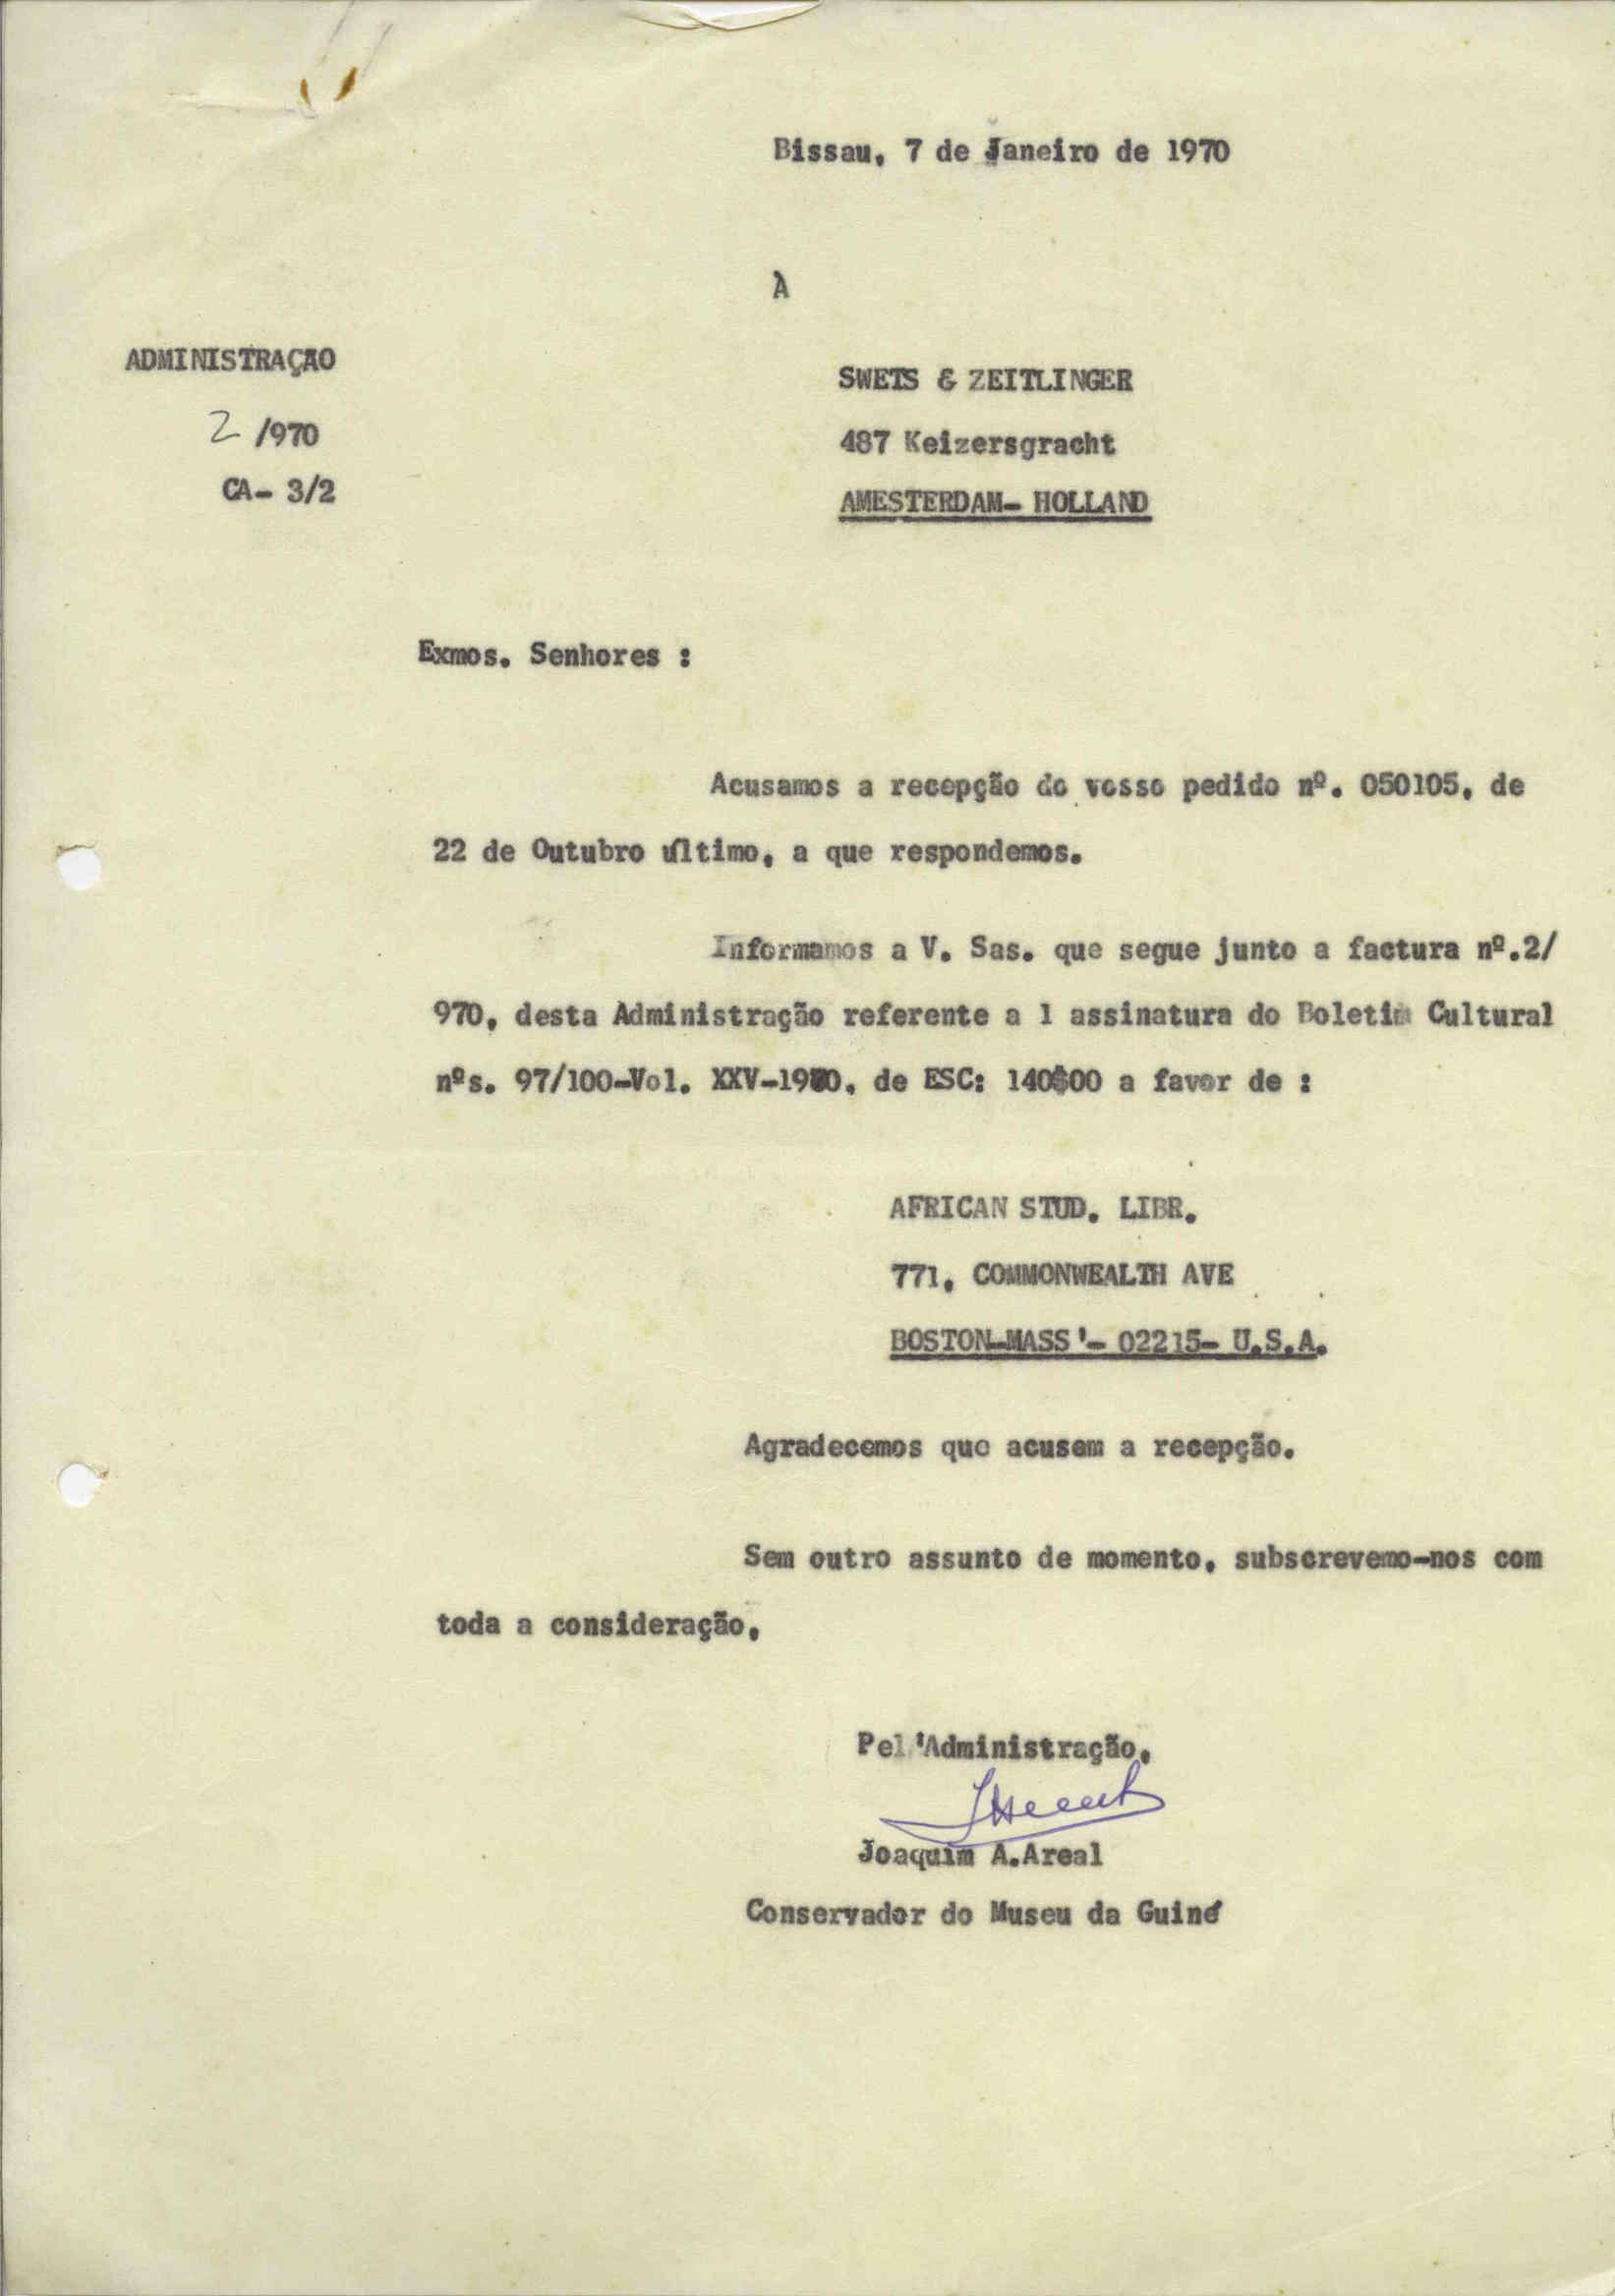 Bissau, 7 de Janeiro de 1970
À
ADMINISTRAÇÃO
2/970
CA- 3/2
SWETS & ZEITLINGER
487 Keizersgracht
AMESTERDAM- HOLLAND
Exmos. Senhores :
Acusamos a recepção do vosso pedido nº. 050105, de
22 de Outubro último, a que respondemos.
Informamos a V. Sas. que segue junto a factura nº.2/
970, desta Administração referente a 1 assinatura do Boletim Cultural
nºs. 97/100-Vol. XXV-1970, de ESC: 140$00 a favor de :
AFRICAN STUD. LIBR.
771, COMMONWEALTH AVE
BOSTON-MASS'- 02215- U.S.A.
Agradecemos que acusem a recepção.
Sem outro assunto de momento, subscrevemo-nos com
toda a consideração,
Pel'Administração,
Joaquim A.Areal
Conservador do Museu da Guiné